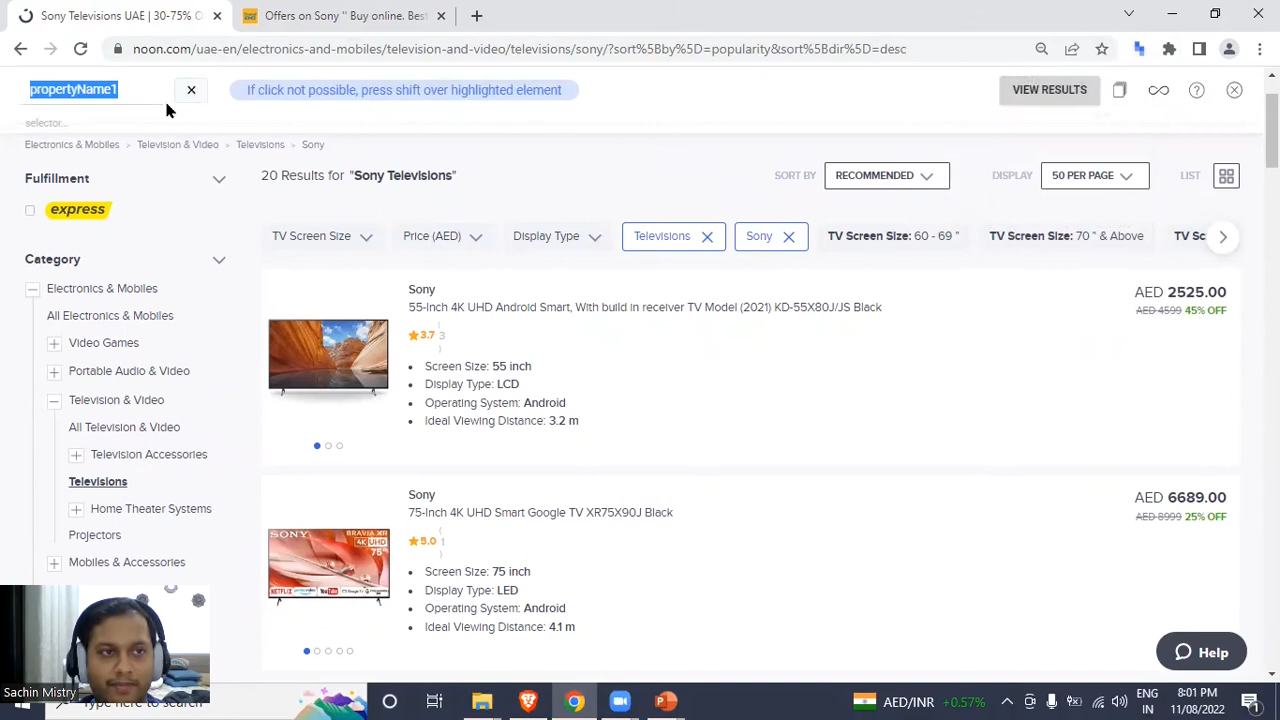 Sony Televisions UAE | 30-75% O
Offers on Sony " Buy online. Best
noon.com/uae-en/electronics-and-mobiles/television-and-video/televisions/sony/?sort%5Bby%5D=popularity&sort%5Bdir%5D=desc
propertyName1
If click not possible, press shift over highlighted element
VIEW RESULTS
selector...
Electronics & Mobiles > Television & Video > Televisions > Sony
Fulfillment
express
Category
Electronics & Mobiles
All Electronics & Mobiles
Video Games
Portable Audio & Video
Television & Video
All Television & Video
Television Accessories
Televisions
Home Theater Systems
Projectors
Mobiles & Accessories
20 Results for "Sony Televisions"
SORT BY RECOMMENDED
DISPLAY 50 PER PAGE
LIST
TV Screen Size
Price (AED)
Display Type
Televisions
Sony
TV Screen Size: 60 - 69 "
TV Screen Size: 70 " & Above
TV Sc
Sony
55-Inch 4K UHD Android Smart, With build in receiver TV Model (2021) KD-55X80J/JS Black
3.7 ( 3 )
Screen Size: 55 inch
Display Type: LCD
Operating System: Android
Ideal Viewing Distance: 3.2 m
AED 2525.00
AED 4599 45% OFF
Sony
75-Inch 4K UHD Smart Google TV XR75X90J Black
5.0 ( 1 )
Screen Size: 75 inch
Display Type: LED
Operating System: Android
Ideal Viewing Distance: 4.1 m
AED 6689.00
AED 8999 25% OFF
SONY
BRAVIA XR
4K UHD
75"
NETFLIX
YouTube
Help
Sachin Mistry
Type here to search
AED/INR +0.57%
ENG
IN
8:01 PM
11/08/2022